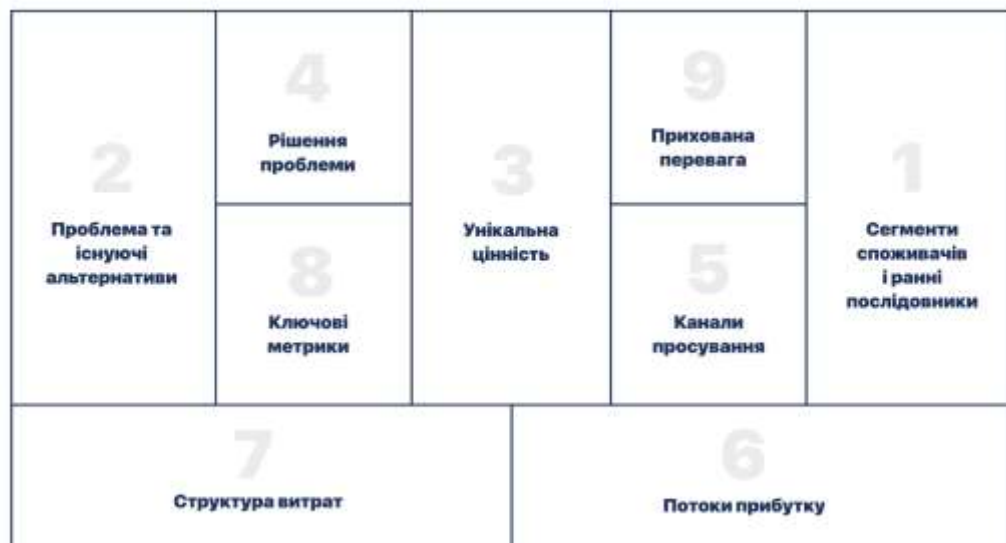 2
Проблема та
існуючі
альтернативи
4
Рішення
проблеми
8
Ключові
метрики
3
Унікальна
цінність
9
Прихована
перевага
5
Канали
просування
1
Сегменти
споживачів
і ранні
послідовники
7
Структура витрат
6
Потоки прибутку